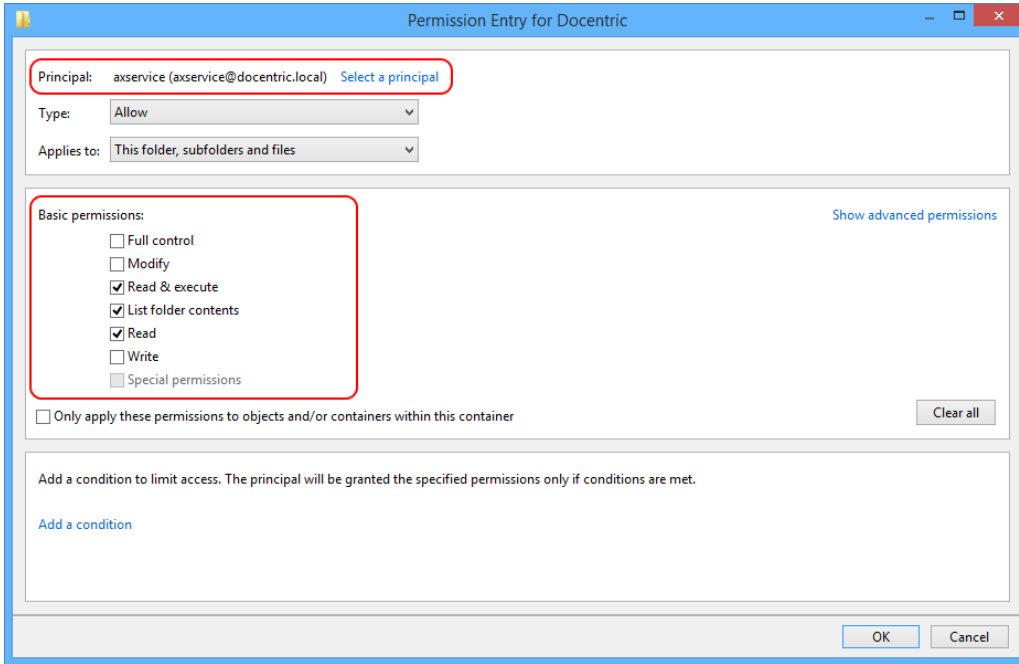 Permission Entry for Docentric
Principal: axservice (axservice@docentric.local) Select a principal
Type: Allow
Applies to: This folder, subfolders and files
Basic permissions: Show advanced permissions
Full control
Modify
Read & execute
List folder contents
Read
Write
Special permissions
Only apply these permissions to objects and/or containers within this container Clear all
Add a condition to limit access. The principal will be granted the specified permissions only if conditions are met.
Add a condition
OK Cancel